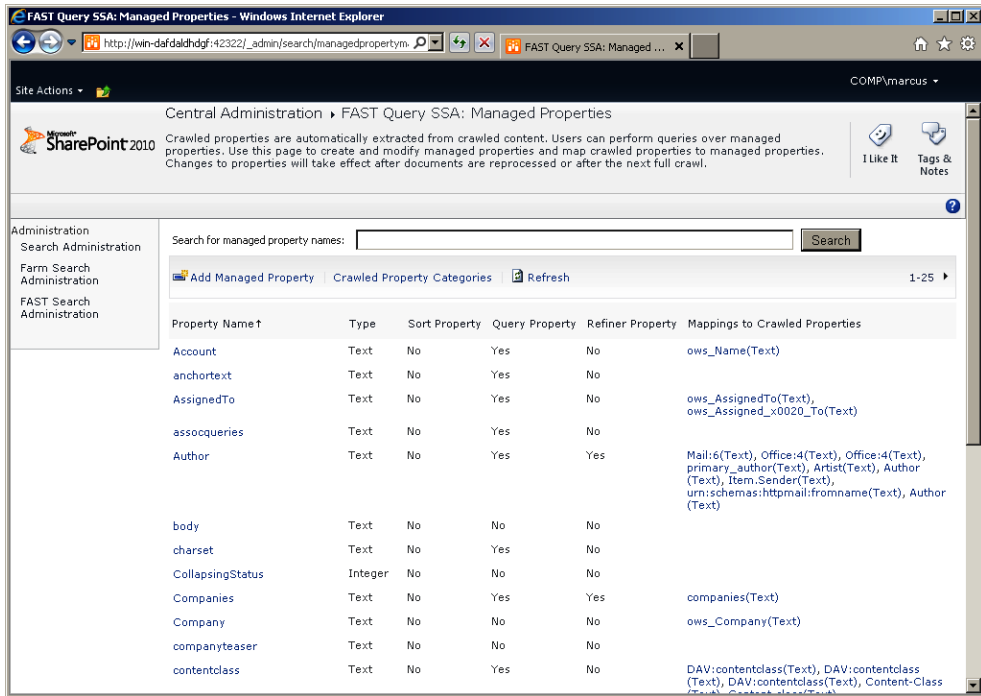 FAST Query SSA: Managed Properties - Windows Internet Explorer
http://win-dafdaldhdgf:42322/_admin/search/managedpropertym.
FAST Query SSA: Managed ...
Site Actions
COMP\marcus
Microsoft
SharePoint 2010
Central Administration ▸ FAST Query SSA: Managed Properties
Crawled properties are automatically extracted from crawled content. Users can perform queries over managed
properties. Use this page to create and modify managed properties and map crawled properties to managed properties.
Changes to properties will take effect after documents are reprocessed or after the next full crawl.
I Like It
Tags &
Notes
Administration
Search Administration
Farm Search
Administration
FAST Search
Administration
Search for managed property names:
Search
Add Managed Property | Crawled Property Categories | Refresh
1-25
Property Name↑ Type Sort Property Query Property Refiner Property Mappings to Crawled Properties
Account Text No Yes No ows_Name(Text)
anchortext Text No Yes No
AssignedTo Text No Yes No ows_AssignedTo(Text),
ows_Assigned_x0020_To(Text)
assocqueries Text No Yes No
Author Text No Yes Yes Mail:6(Text), Office:4(Text), Office:4(Text),
primary_author(Text), Artist(Text), Author
(Text), Item.Sender(Text),
urn:schemas:httpmail:fromname(Text), Author
(Text)
body Text No No No
charset Text No Yes No
CollapsingStatus Integer No No No
Companies Text No Yes Yes companies(Text)
Company Text No No No ows_Company(Text)
companyteaser Text No No No
contentclass Text No Yes No DAV:contentclass(Text), DAV:contentclass
(Text), DAV:contentclass(Text), Content-Class
(Text), Content-class(Text)